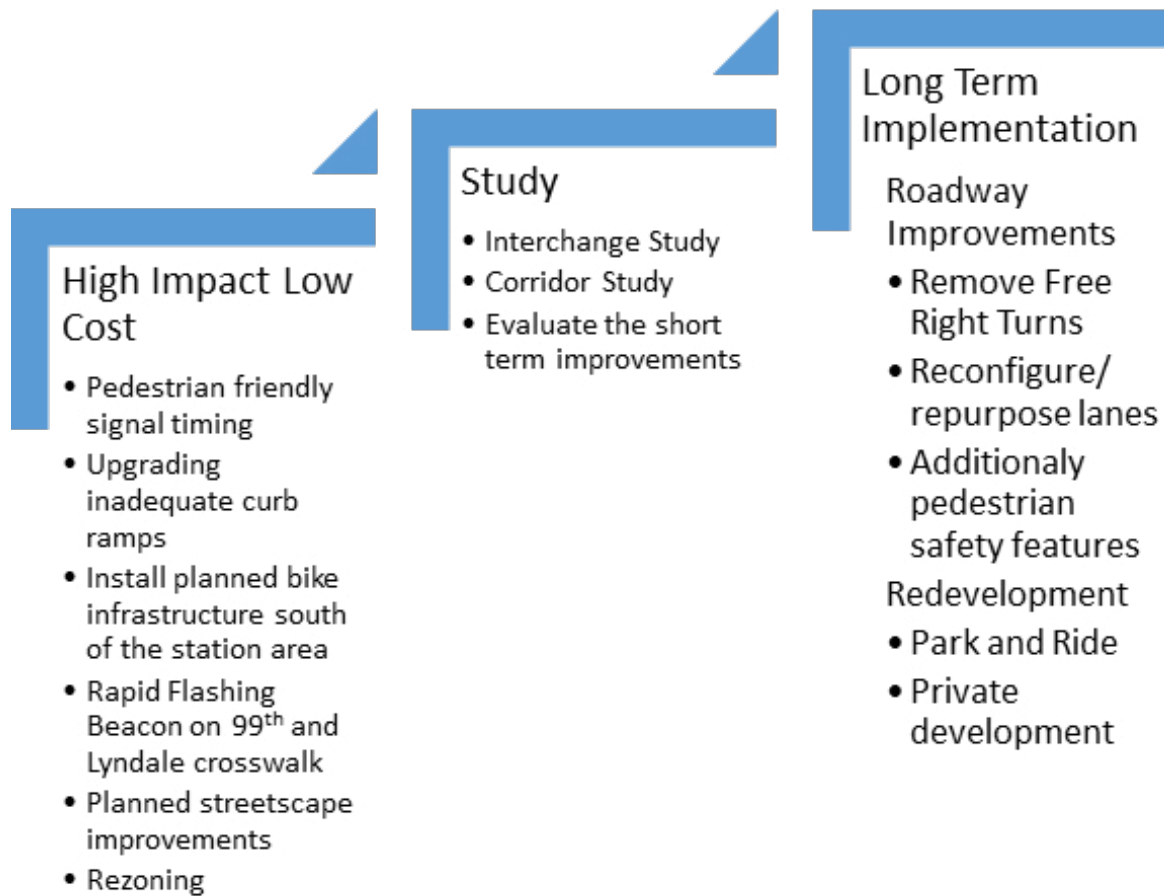 High Impact Low
Cost
• Pedestrian friendly
signal timing
• Upgrading
inadequate curb
ramps
• Install planned bike
infrastructure south
of the station area
• Rapid Flashing
Beacon on 99th and
Lyndale crosswalk
• Planned streetscape
improvements
• Rezoning
Study
• Interchange Study
• Corridor Study
• Evaluate the short
term improvements
Long Term
Implementation
Roadway
Improvements
• Remove Free
Right Turns
• Reconfigure/
repurpose lanes
• Additionaly
pedestrian
safety features
Redevelopment
• Park and Ride
• Private
development